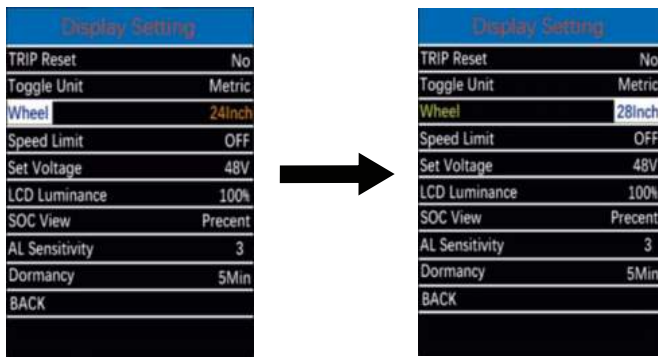 Display Setting
TRIP Reset No
Toggle Unit Metric
Wheel 24Inch
Speed Limit OFF
Set Voltage 48V
LCD Luminance 100%
SOC View Precent
AL Sensitivity 3
Dormancy 5Min
BACK
Display Setting
TRIP Reset No
Toggle Unit Metric
Wheel 28Inch
Speed Limit OFF
Set Voltage 48V
LCD Luminance 100%
SOC View Precent
AL Sensitivity 3
Dormancy 5Min
BACK